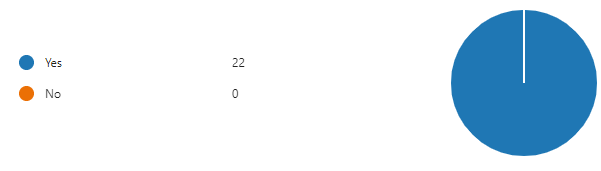 Yes 22
No 0